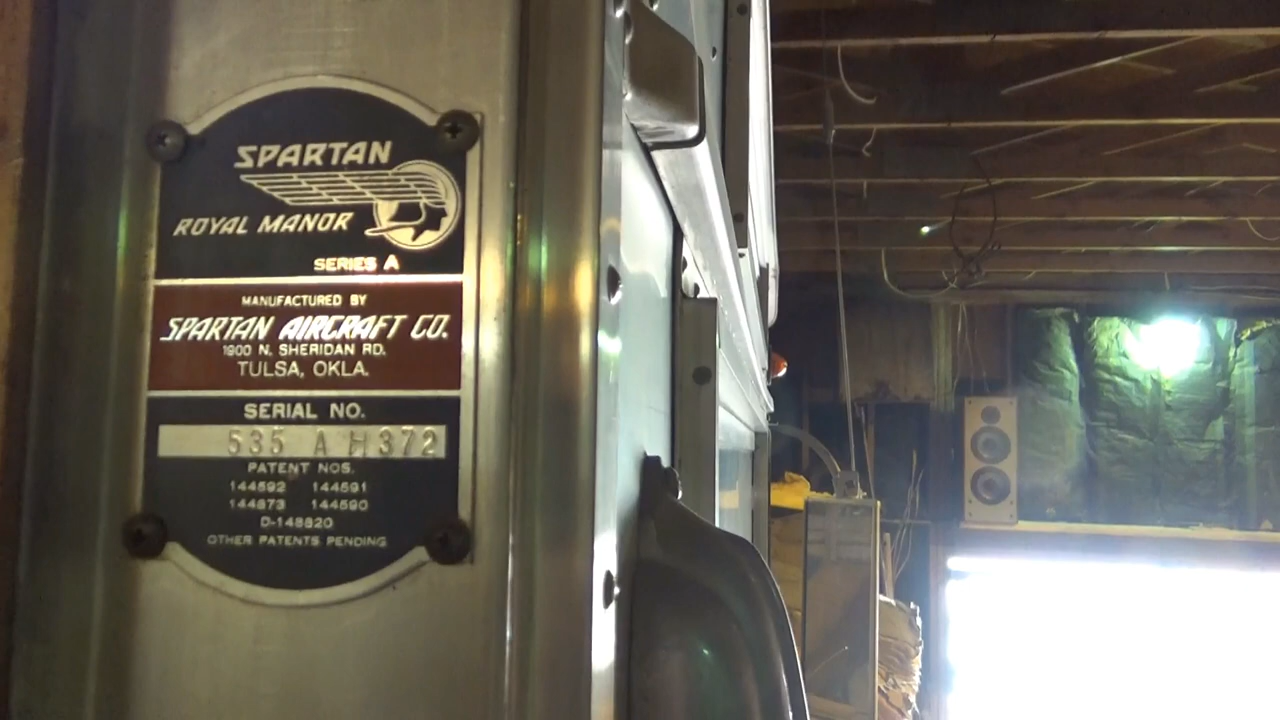 SPARTAN
ROYAL MANOR
SERIES A
MANUFACTURED BY
SPARTAN AIRCRAFT CO.
1900 N. SHERIDAN RD.
TULSA, OKLA.
SERIAL NO.
535 A H 372
PATENT NOS.
144592 144591
144873 144590
D-148820
OTHER PATENTS PENDING